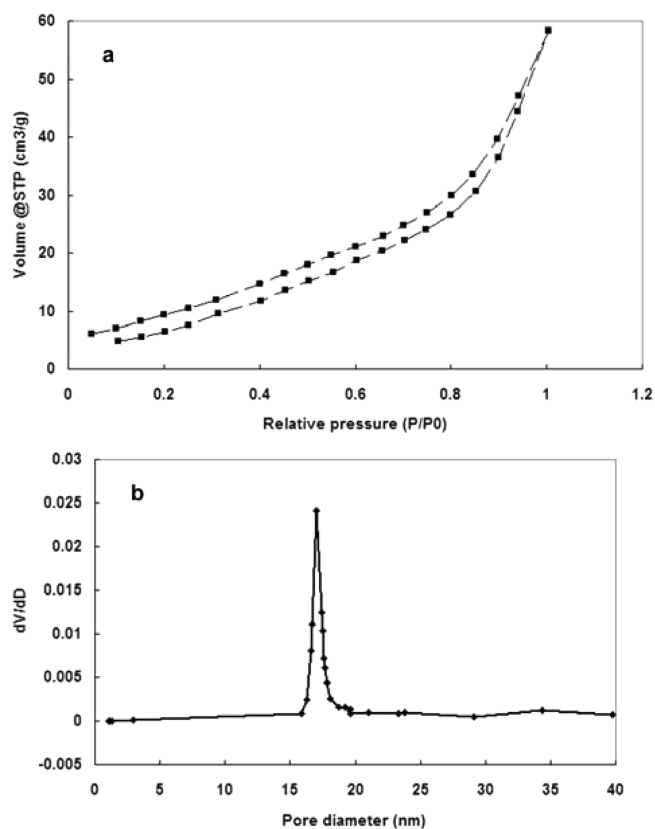 a
60
50
40
30
20
10
0
Volume @STP (cm3/g)
0 0.2 0.4 0.6 0.8 1 1.2
Relative pressure (P/P0)
b
0.03
0.025
0.02
0.015
0.01
0.005
0
-0.005
dV/dD
0 5 10 15 20 25 30 35 40
Pore diameter (nm)